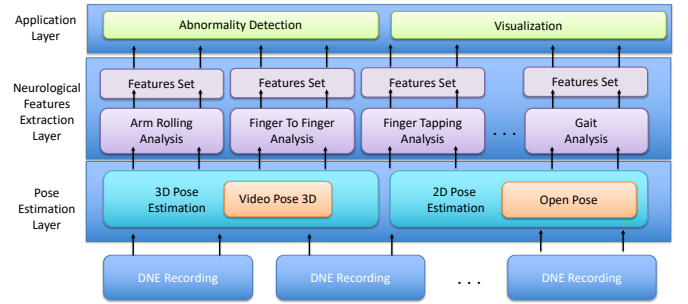 Application
Layer
Abnormality Detection
Visualization
Neurological
Features
Extraction
Layer
Features Set
Features Set
Features Set
Features Set
Arm Rolling
Analysis
Finger To Finger
Analysis
Finger Tapping
Analysis
. . .
Gait
Analysis
Pose
Estimation
Layer
3D Pose
Estimation
Video Pose 3D
2D Pose
Estimation
Open Pose
DNE Recording
DNE Recording
. . .
DNE Recording